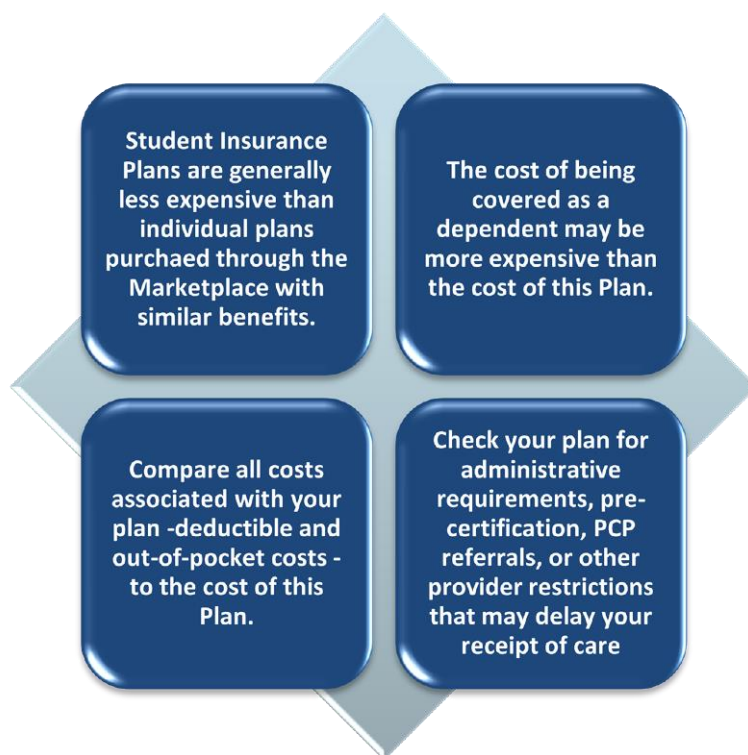 Student Insurance
Plans are generally
less expensive than
individual plans
purchaed through the
Marketplace with
similar benefits.
The cost of being
covered as a
dependent may be
more expensive than
the cost of this Plan.
Compare all costs
associated with your
plan -deductible and
out-of-pocket costs -
to the cost of this
Plan.
Check your plan for
administrative
requirements, pre-
certification, PCP
referrals, or other
provider restrictions
that may delay your
receipt of care